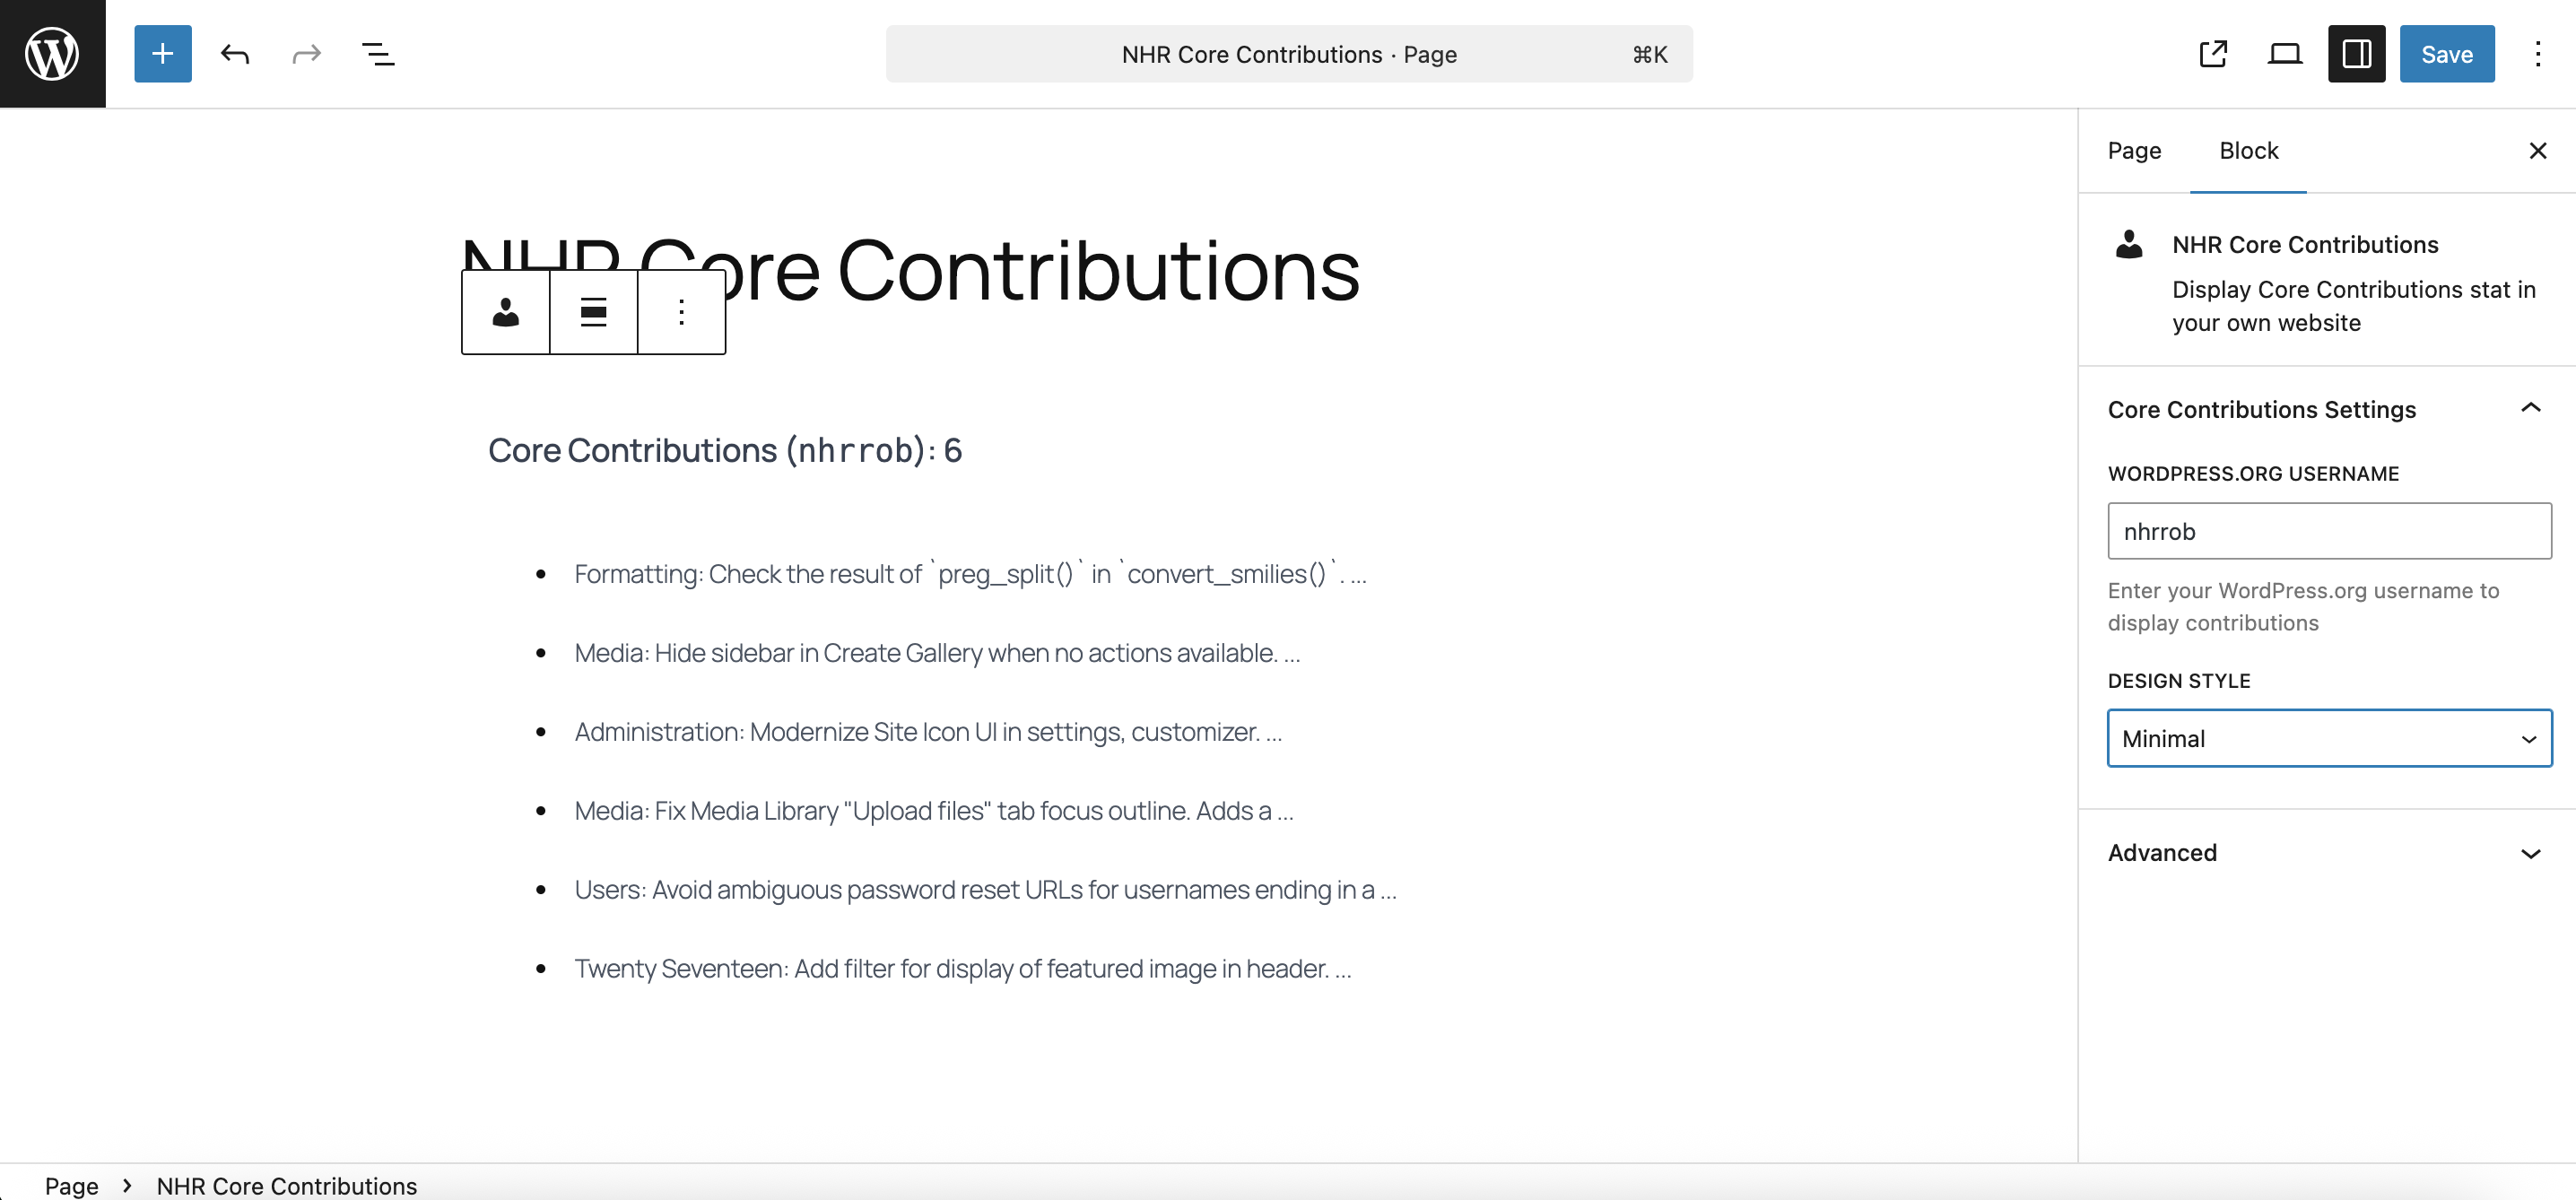 NHR Core Contributions · Page ⌘K
Save
NHR Core Contributions
Core Contributions (nhrrob): 6
Formatting: Check the result of `preg_split()` in `convert_smilies()`. ...
Media: Hide sidebar in Create Gallery when no actions available. ...
Administration: Modernize Site Icon UI in settings, customizer. ...
Media: Fix Media Library "Upload files" tab focus outline. Adds a ...
Users: Avoid ambiguous password reset URLs for usernames ending in a ...
Twenty Seventeen: Add filter for display of featured image in header. ...
Page Block
NHR Core Contributions
Display Core Contributions stat in
your own website
Core Contributions Settings
WORDPRESS.ORG USERNAME
nhrrob
Enter your WordPress.org username to
display contributions
DESIGN STYLE
Minimal
Advanced
Page › NHR Core Contributions